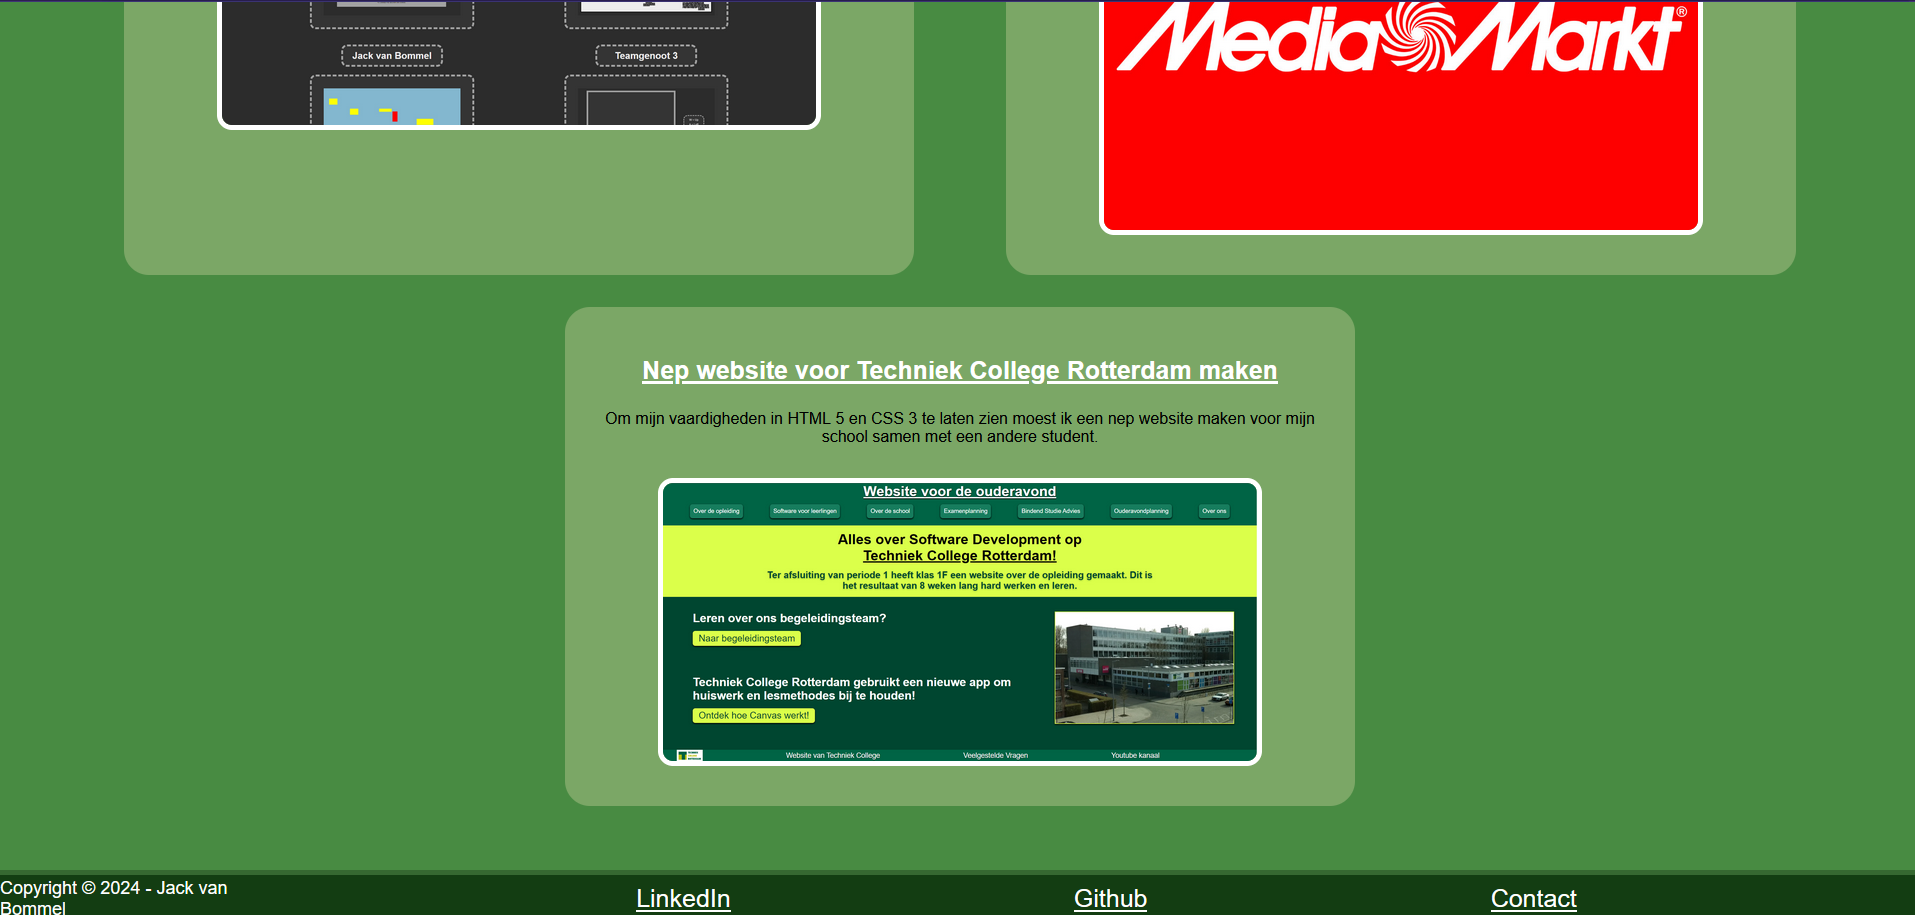 Jack van Bommel
Teamgenoot 3
MediaMarkt®
Nep website voor Techniek College Rotterdam maken
Om mijn vaardigheden in HTML 5 en CSS 3 te laten zien moest ik een nep website maken voor mijn
school samen met een andere student.
Website voor de ouderavond
Over de opleiding
Software voor leerlingen
Over de school
Examenplanning
Bindend Studie Advies
Ouderavondplanning
Over ons
Alles over Software Development op
Techniek College Rotterdam!
Ter afsluiting van periode 1 heeft klas 1F een website over de opleiding gemaakt. Dit is
het resultaat van 8 weken lang hard werken en leren.
Leren over ons begeleidingsteam?
Naar begeleidingsteam
Techniek College Rotterdam gebruikt een nieuwe app om
huiswerk en lesmethodes bij te houden!
Ontdek hoe Canvas werkt!
Website van Techniek College
Veelgestelde Vragen
Youtube kanaal
Copyright © 2024 - Jack van
Bommel
LinkedIn
Github
Contact